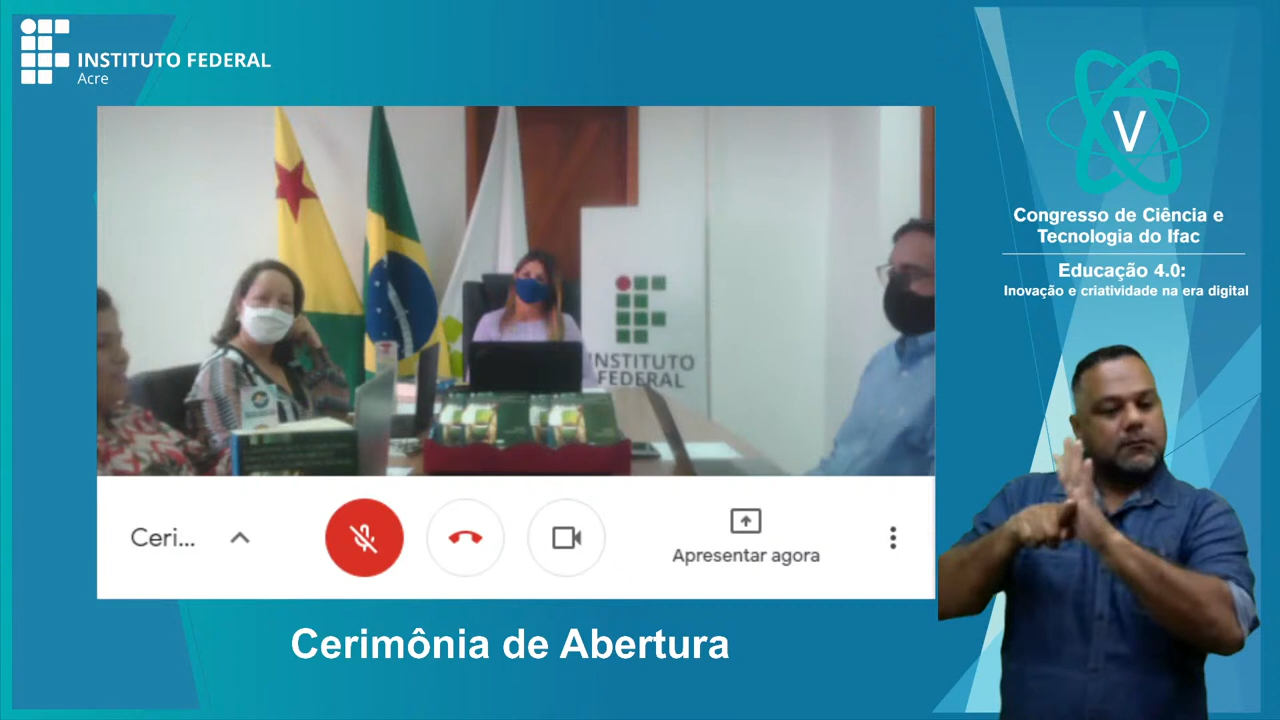 INSTITUTO FEDERAL
Acre
V
Congresso de Ciência e
Tecnologia do Ifac
Educação 4.0:
Inovação e criatividade na era digital
INSTITUTO
FEDERAL
Ceri...
Apresentar agora
Cerimônia de Abertura